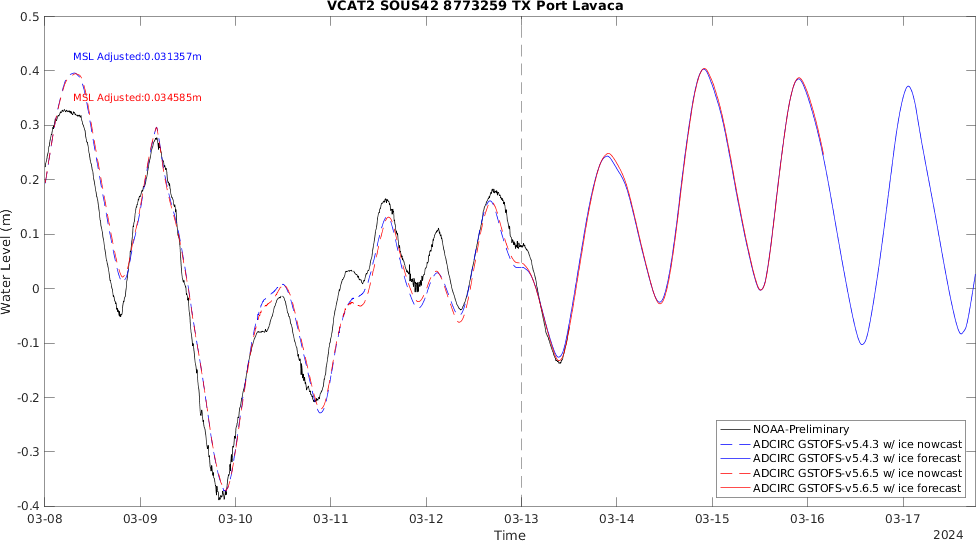 VCAT2 SOUS42 8773259 TX Port Lavaca
0.5
0.4
0.3
0.2
0.1
0
-0.1
-0.2
-0.3
-0.4
Water Level (m)
MSL Adjusted:0.031357m
MSL Adjusted:0.034585m
NOAA-Preliminary
ADCIRC GSTOFS-v5.4.3 w/ ice nowcast
ADCIRC GSTOFS-v5.4.3 w/ ice forecast
ADCIRC GSTOFS-v5.6.5 w/ ice nowcast
ADCIRC GSTOFS-v5.6.5 w/ ice forecast
03-08 03-09 03-10 03-11 03-12 03-13 03-14 03-15 03-16 03-17
Time
2024